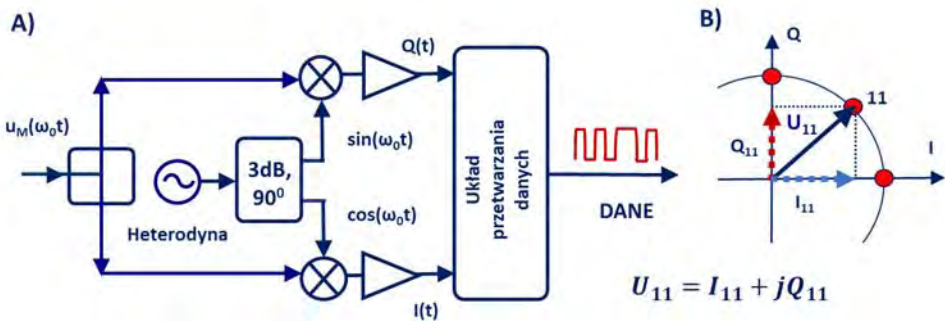 A)
u_M(ω₀t)
Heterodyna
3dB,
90⁰
sin(ω₀t)
cos(ω₀t)
Q(t)
I(t)
Układ
przetwarzania
danych
DANE
B)
Q
11
U₁₁
Q₁₁
I
I₁₁
U₁₁ = I₁₁ + jQ₁₁